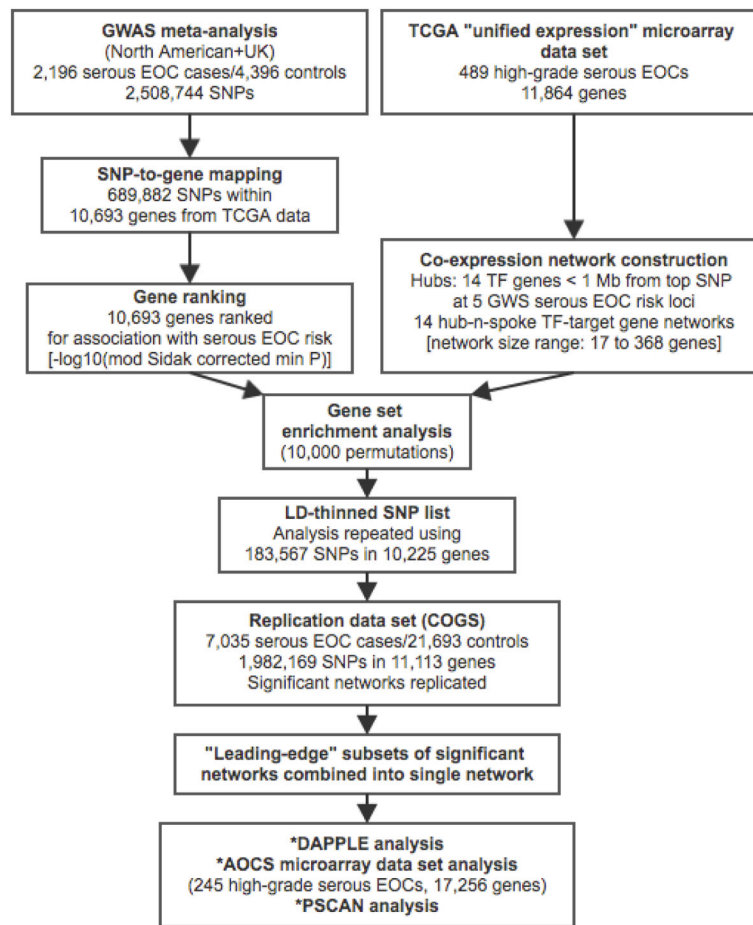 GWAS meta-analysis
(North American+UK)
2,196 serous EOC cases/4,396 controls
2,508,744 SNPs
TCGA "unified expression" microarray
data set
489 high-grade serous EOCs
11,864 genes
SNP-to-gene mapping
689,882 SNPs within
10,693 genes from TCGA data
Co-expression network construction
Hubs: 14 TF genes < 1 Mb from top SNP
at 5 GWS serous EOC risk loci
14 hub-n-spoke TF-target gene networks
[network size range: 17 to 368 genes]
Gene ranking
10,693 genes ranked
for association with serous EOC risk
[-log10(mod Sidak corrected min P)]
Gene set
enrichment analysis
(10,000 permutations)
LD-thinned SNP list
Analysis repeated using
183,567 SNPs in 10,225 genes
Replication data set (COGS)
7,035 serous EOC cases/21,693 controls
1,982,169 SNPs in 11,113 genes
Significant networks replicated
"Leading-edge" subsets of significant
networks combined into single network
*DAPPLE analysis
*AOCS microarray data set analysis
(245 high-grade serous EOCs, 17,256 genes)
*PSCAN analysis